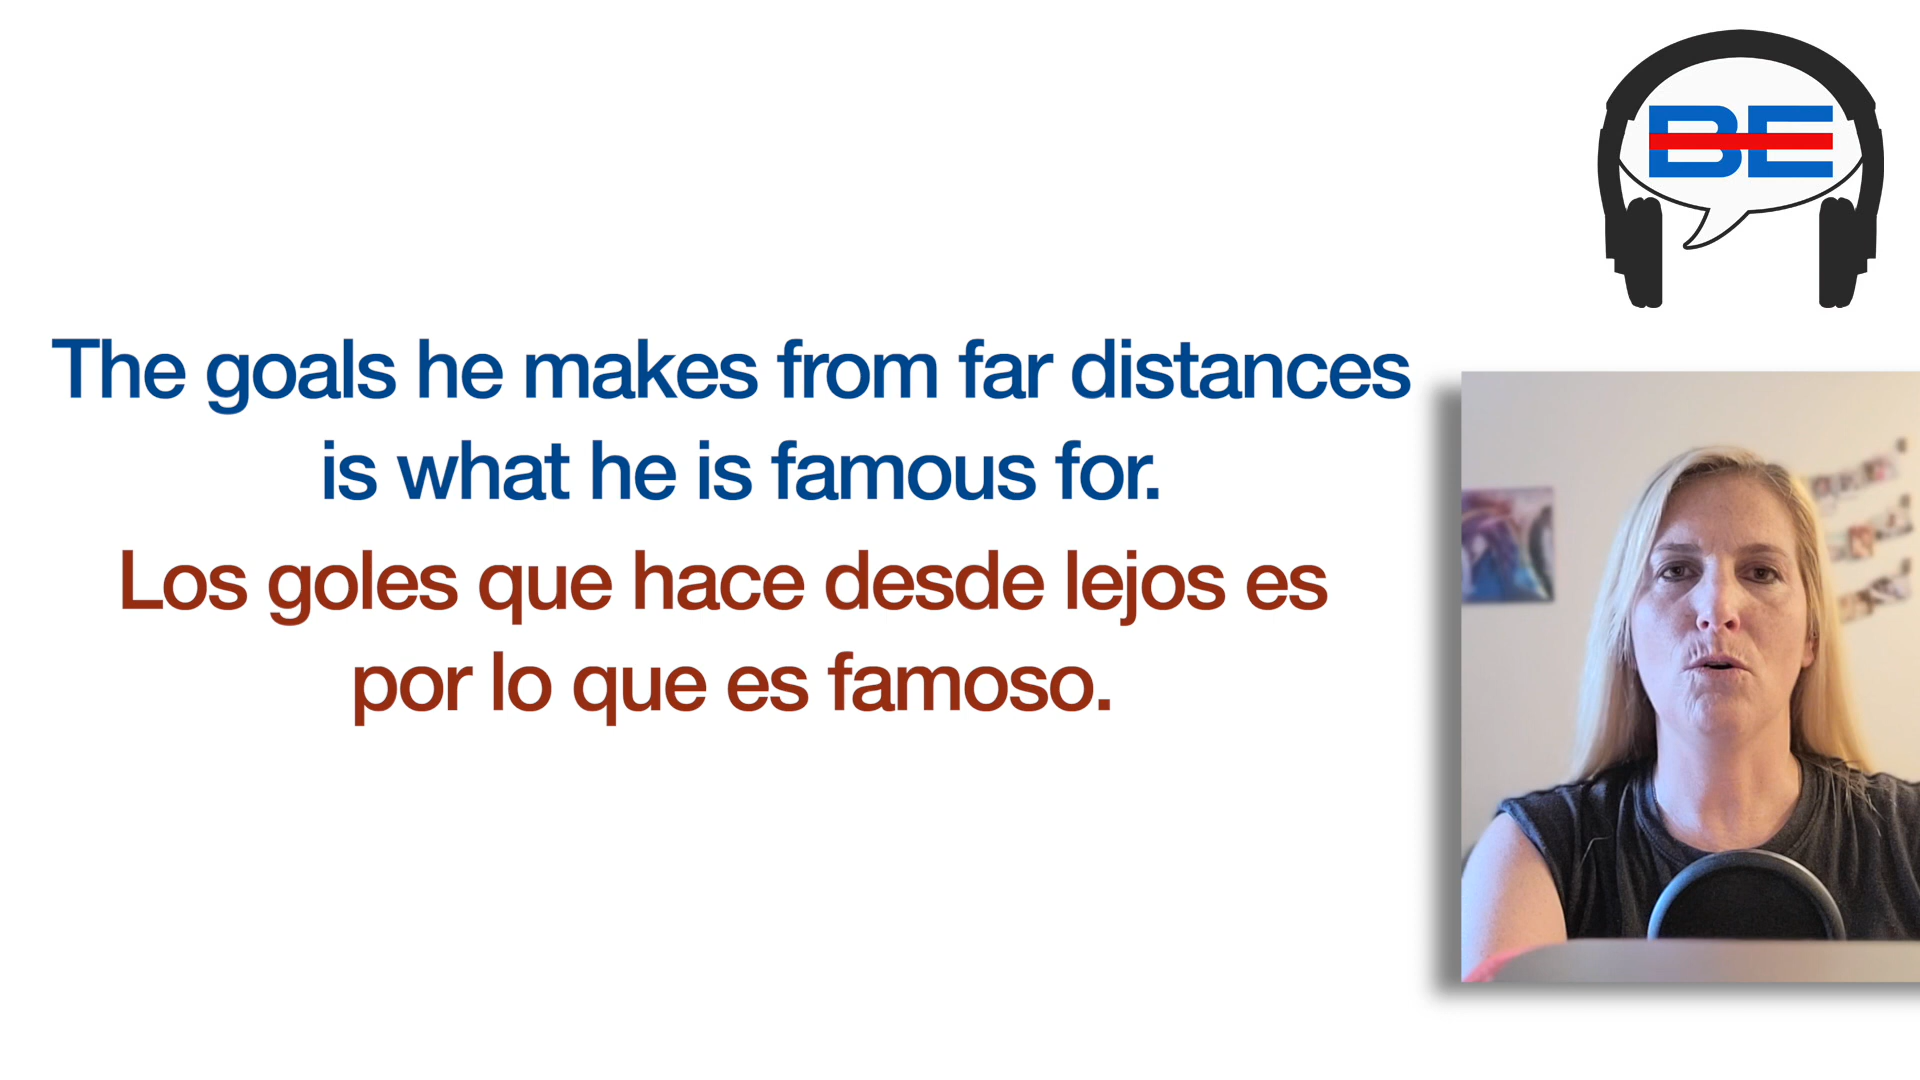 BE
The goals he makes from far distances
is what he is famous for.
Los goles que hace desde lejos es
por lo que es famoso.